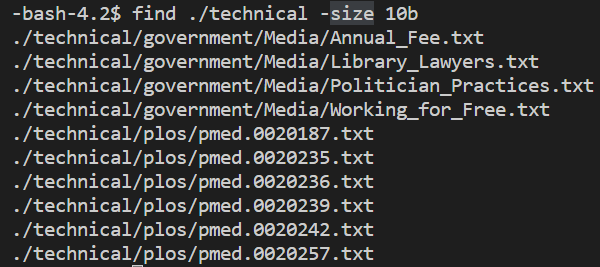 -bash-4.2$ find ./technical -size 10b
./technical/government/Media/Annual_Fee.txt
./technical/government/Media/Library_Lawyers.txt
./technical/government/Media/Politician_Practices.txt
./technical/government/Media/Working_for_Free.txt
./technical/plos/pmed.0020187.txt
./technical/plos/pmed.0020235.txt
./technical/plos/pmed.0020236.txt
./technical/plos/pmed.0020239.txt
./technical/plos/pmed.0020242.txt
./technical/plos/pmed.0020257.txt